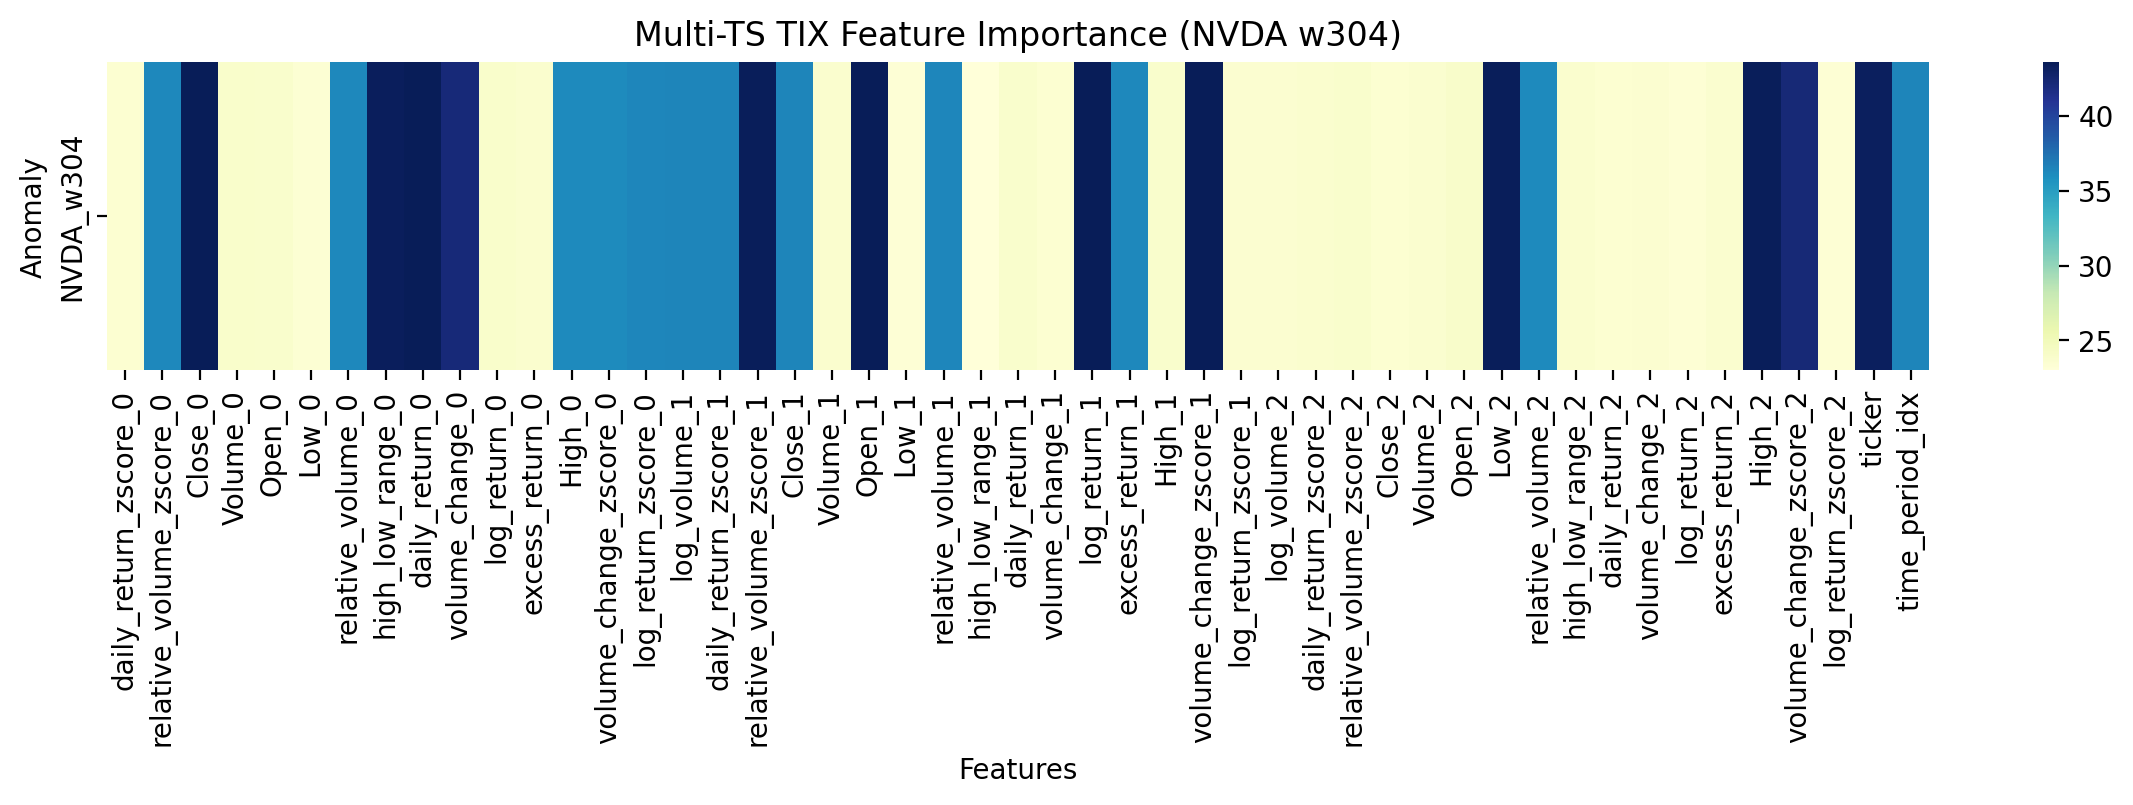 Multi-TS TIX Feature Importance (NVDA w304)
Anomaly
NVDA_w304
40
35
30
25
daily_return_zscore_0
relative_volume_zscore_0
Close_0
Volume_0
Open_0
Low_0
relative_volume_0
high_low_range_0
daily_return_0
volume_change_0
log_return_0
excess_return_0
High_0
volume_change_zscore_0
log_return_zscore_0
log_volume_1
daily_return_zscore_1
relative_volume_zscore_1
Close_1
Volume_1
Open_1
Low_1
relative_volume_1
high_low_range_1
daily_return_1
volume_change_1
log_return_1
excess_return_1
High_1
volume_change_zscore_1
log_return_zscore_1
log_volume_2
daily_return_zscore_2
relative_volume_zscore_2
Close_2
Volume_2
Open_2
Low_2
relative_volume_2
high_low_range_2
daily_return_2
volume_change_2
log_return_2
excess_return_2
High_2
volume_change_zscore_2
log_return_zscore_2
ticker
time_period_idx
Features